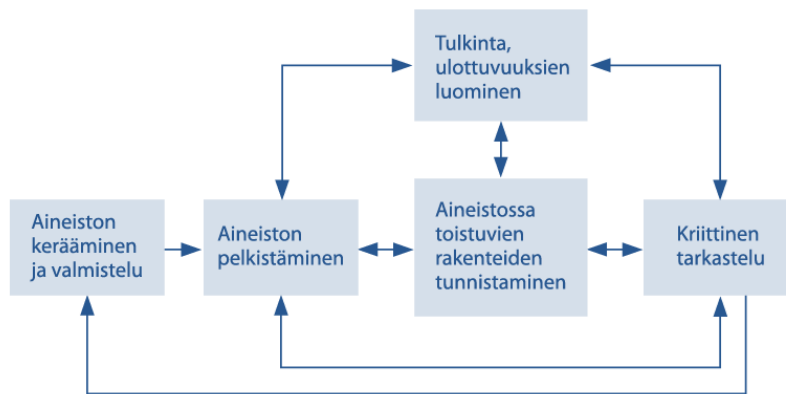 Tulkinta,
ulottuvuuksien
luominen
Aineiston
kerääminen
ja valmistelu
Aineiston
pelkistäminen
Aineistossa
toistuvien
rakenteiden
tunnistaminen
Kriittinen
tarkastelu